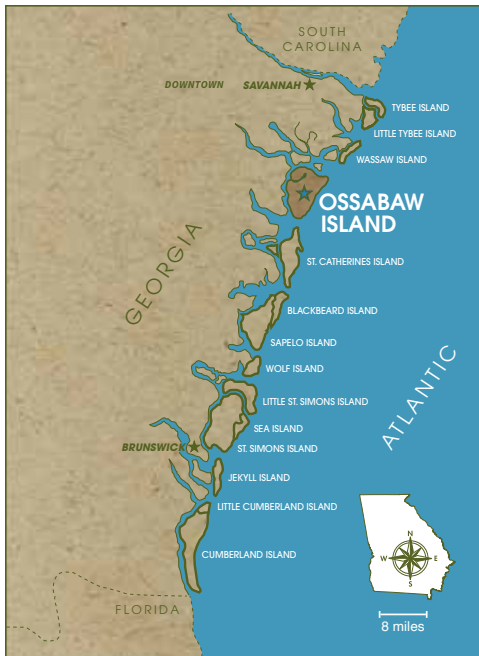 SOUTH
CAROLINA
DOWNTOWN
SAVANNAH
TYBEE ISLAND
LITTLE TYBEE ISLAND
WASSAW ISLAND
OSSABAW
ISLAND
GEORGIA
ST. CATHERINES ISLAND
BLACKBEARD ISLAND
SAPELO ISLAND
WOLF ISLAND
ATLANTIC
LITTLE ST. SIMONS ISLAND
SEA ISLAND
BRUNSWICK
ST. SIMONS ISLAND
JEKYLL ISLAND
LITTLE CUMBERLAND ISLAND
N
CUMBERLAND ISLAND
W
E
S
FLORIDA
8 miles